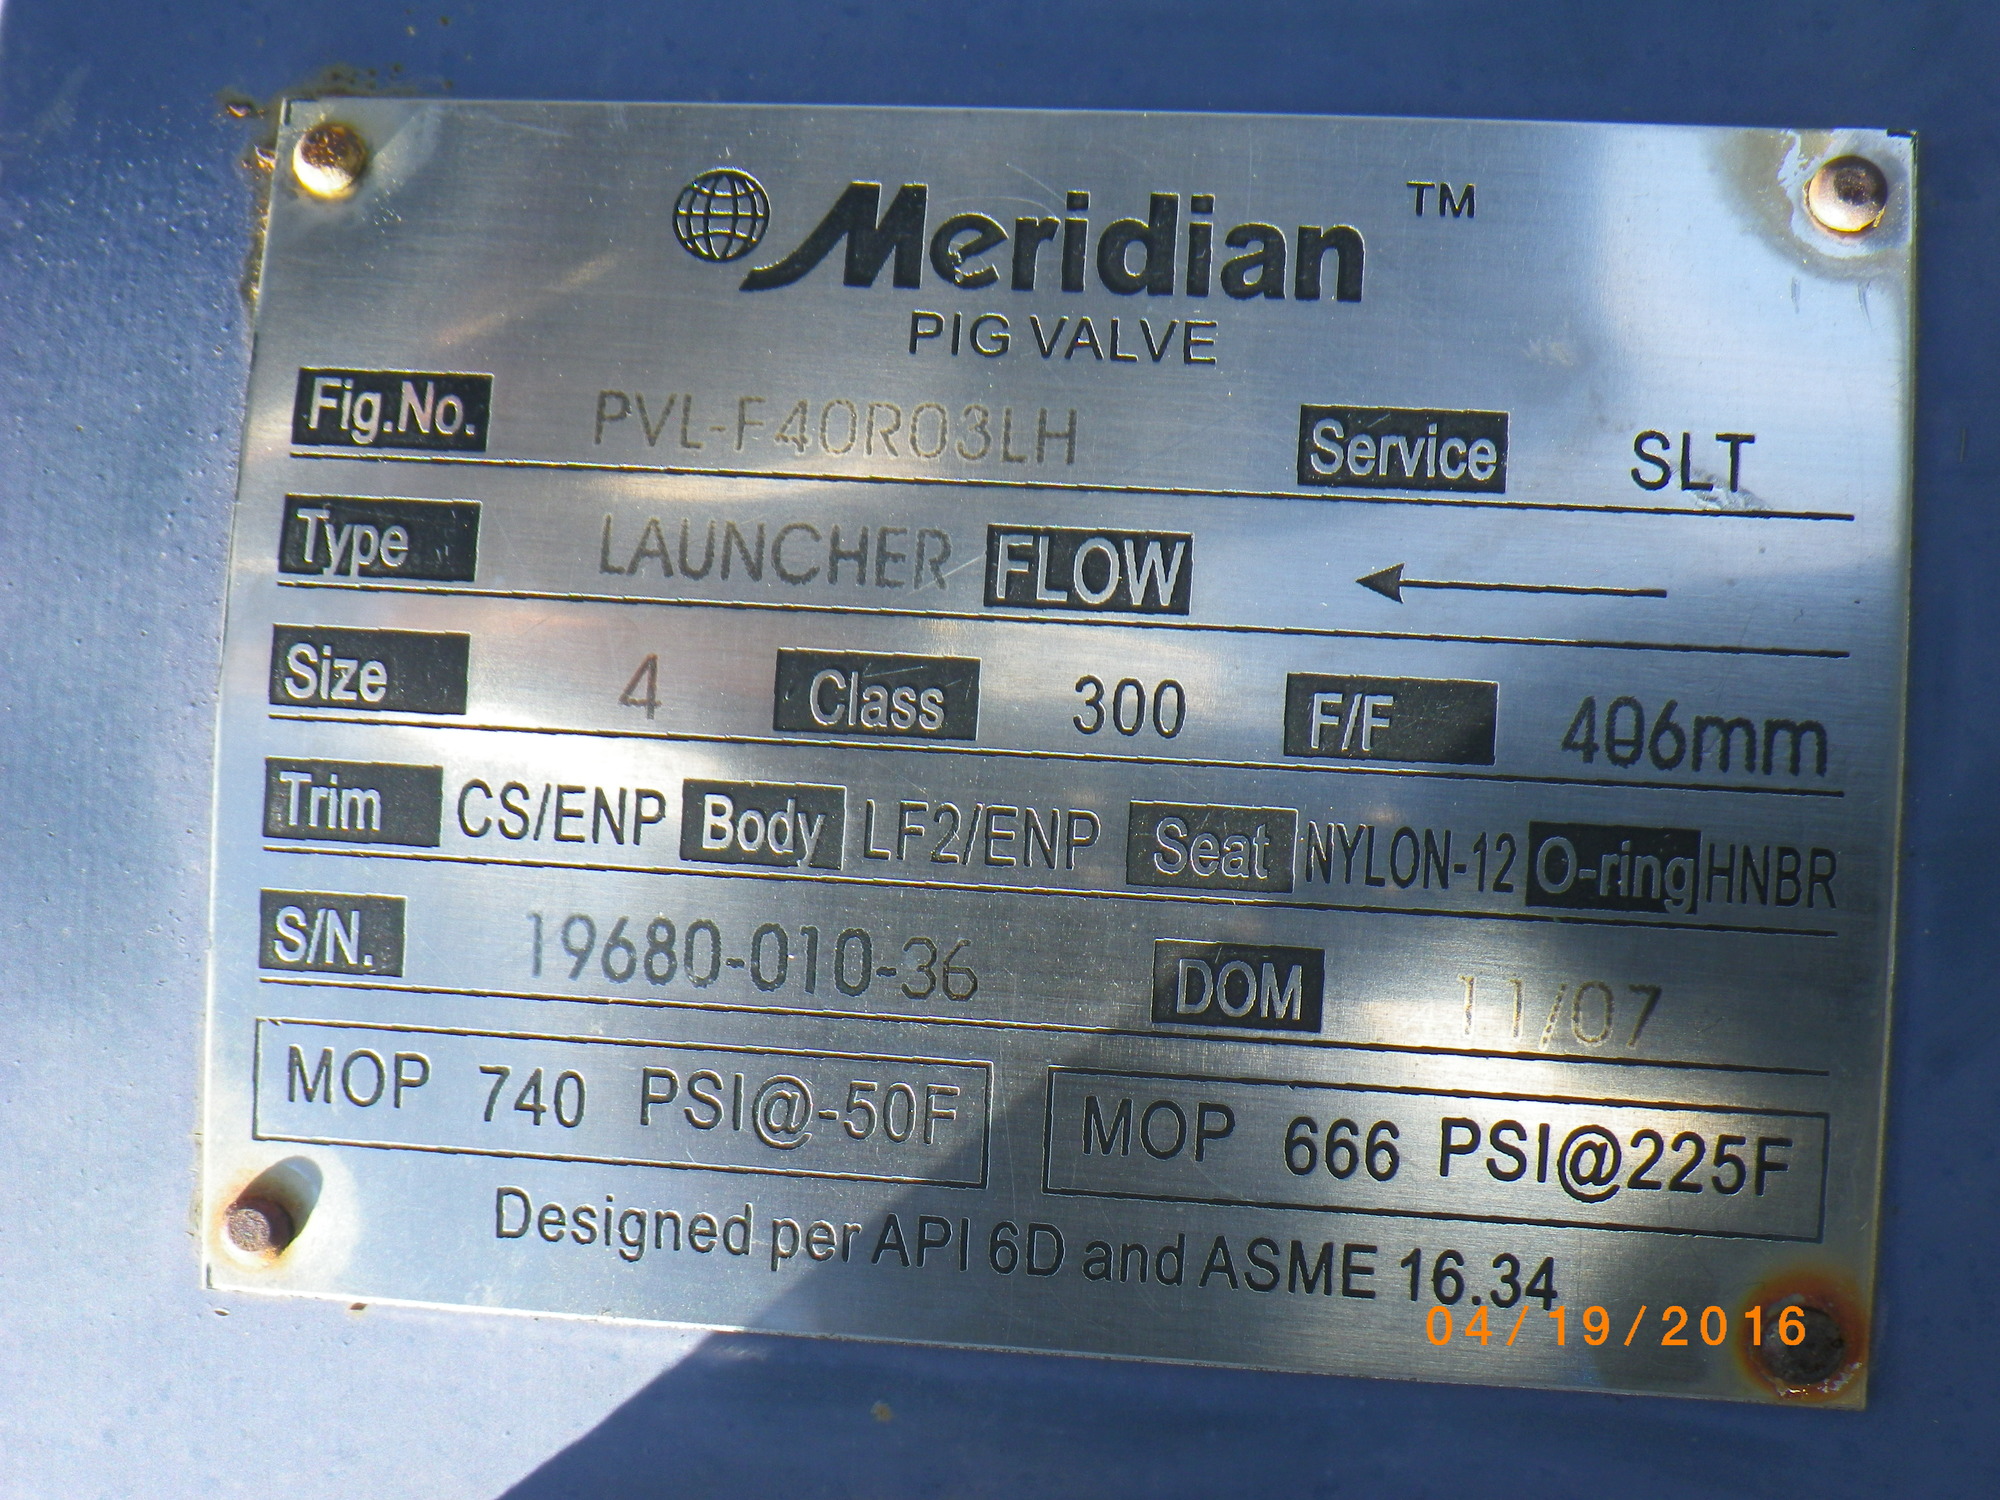 Meridian TM
PIG VALVE
Fig.No. PVL-F40R03LH Service SLT
Type LAUNCHER FLOW
Size 4 Class 300 F/F 406mm
Trim CS/ENP Body LF2/ENP Seat NYLON-12 O-ring HNBR
S/N. 19680-010-36 DOM 11/07
MOP 740 PSI@-50F MOP 666 PSI@225F
Designed per API 6D and ASME 16.34
04/19/2016